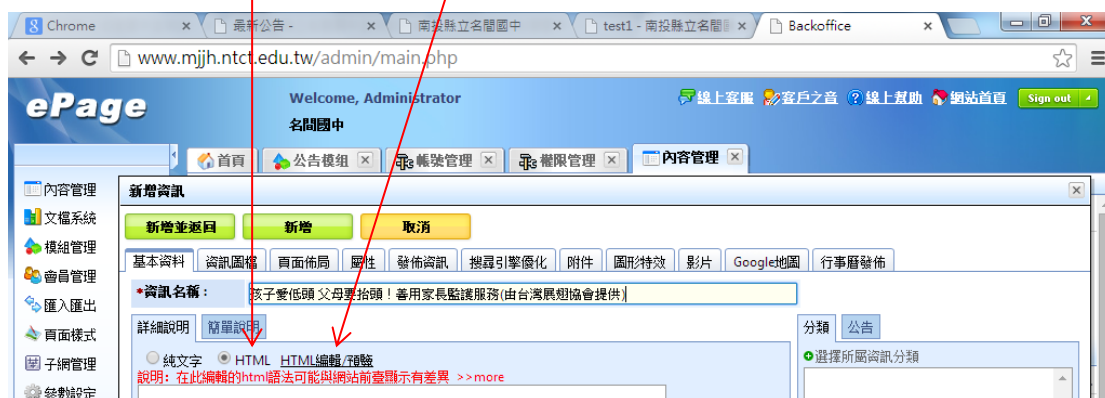 Chrome 最新公告 - 南投縣立名間國中 test1 - 南投縣立名間 Backoffice
www.mjjh.ntct.edu.tw/admin/main.php
ePage Welcome, Administrator 線上客服 客戶之音 線上幫助 網站首頁 Sign out
名間國中
首頁 公告模組 帳號管理 權限管理 內容管理
內容管理 新增資訊
文檔系統 新增並返回 新增 取消
模組管理
基本資料 資訊圖檔 頁面佈局 屬性 發佈資訊 搜尋引擎優化 附件 圖形特效 影片 Google地圖 行事曆發佈
會員管理
*資訊名稱： 孩子愛低頭 父母要抬頭！善用家長監護服務(由台灣展翅協會提供)
匯入匯出
頁面樣式 詳細說明 簡單說明 分類 公告
子網管理 純文字 HTML HTML編輯/預覽 選擇所屬資訊分類
說明: 在此編輯的html語法可能與網站前臺顯示有差異 >>more
參數設定